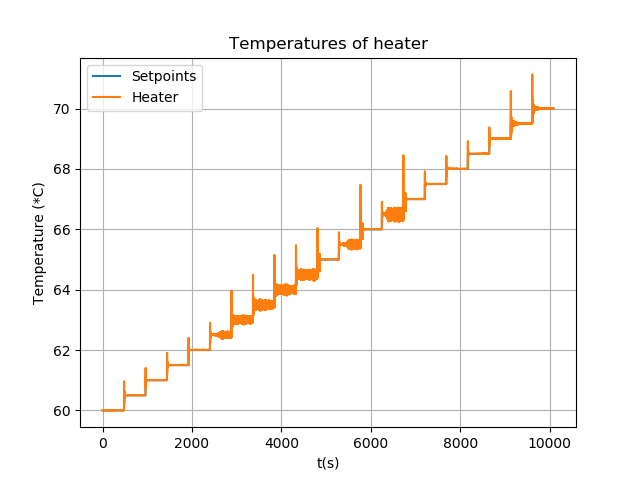 Temperatures of heater
Setpoints
Heater
70
68
66
64
62
60
Temperature (*C)
0 2000 4000 6000 8000 10000
t(s)